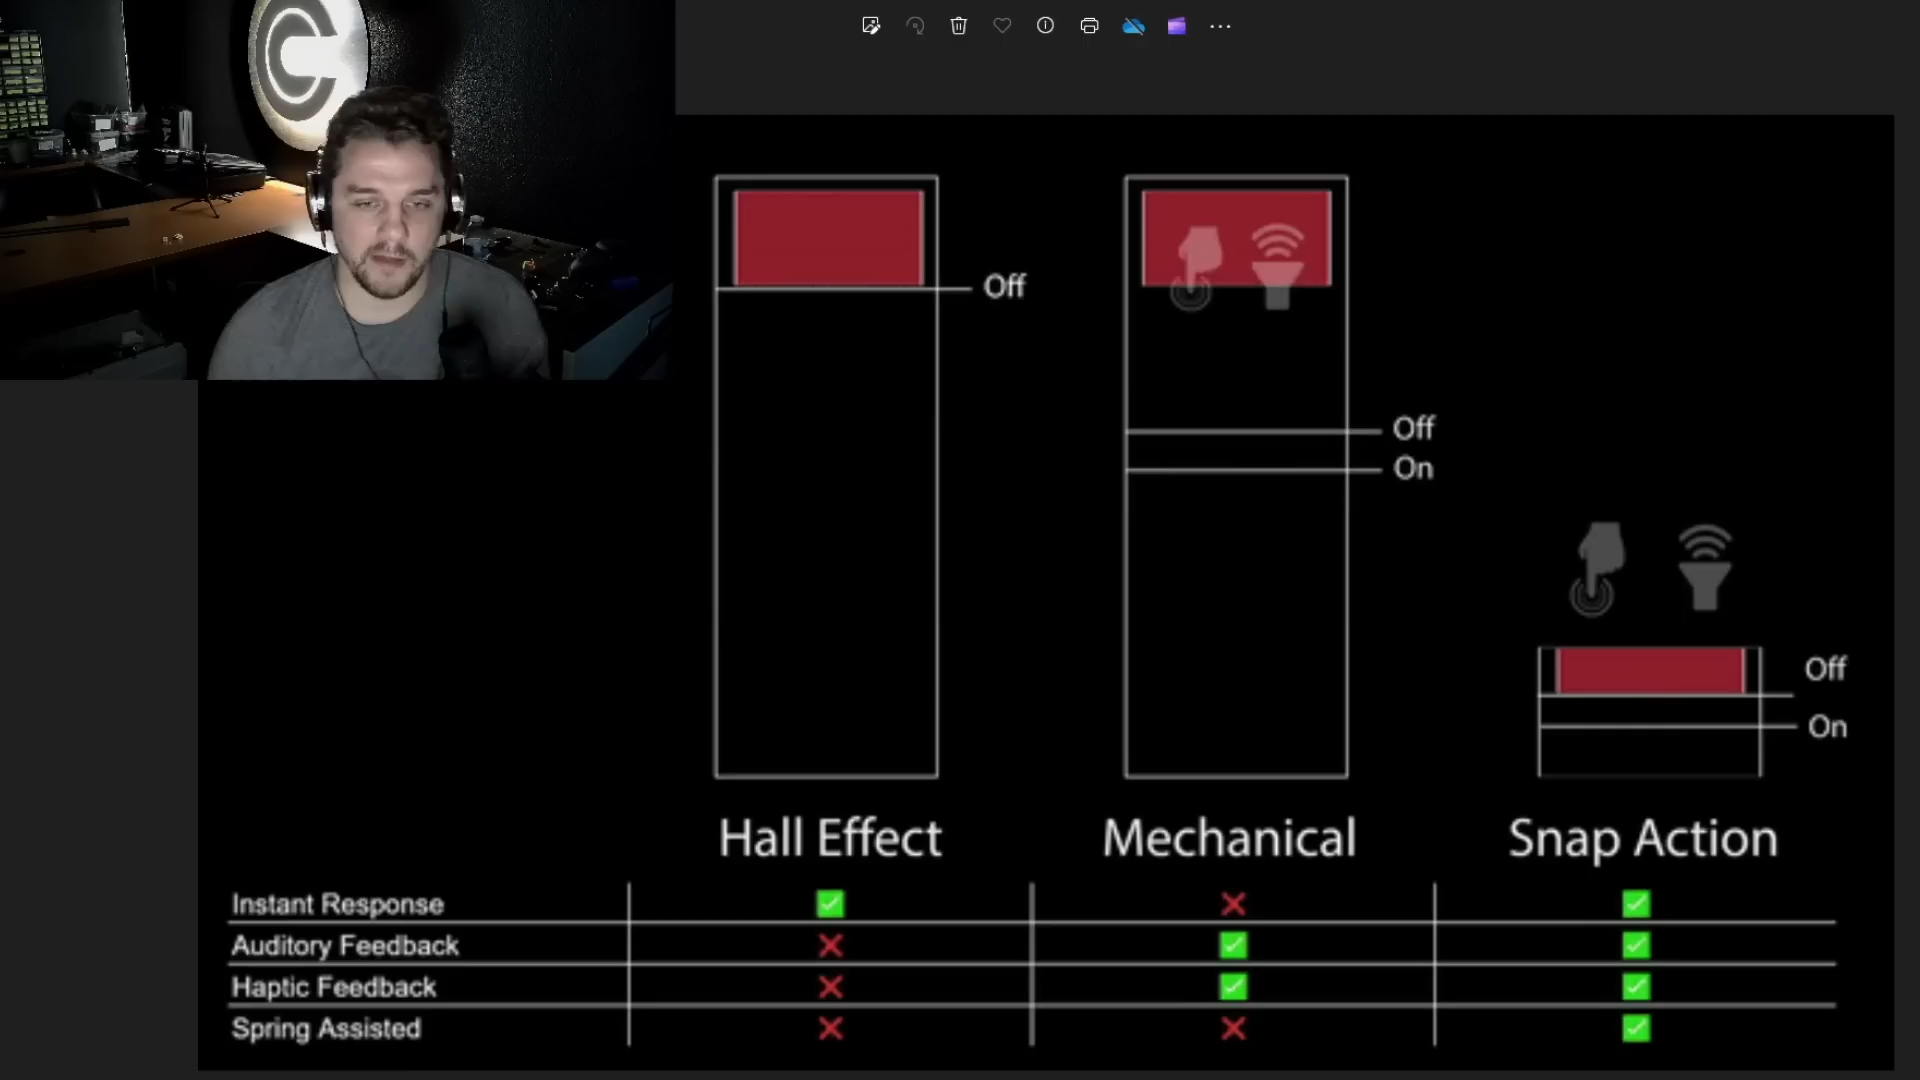 Off
Off
On
Off
On
Hall Effect
Mechanical
Snap Action
Instant Response
Auditory Feedback
Haptic Feedback
Spring Assisted